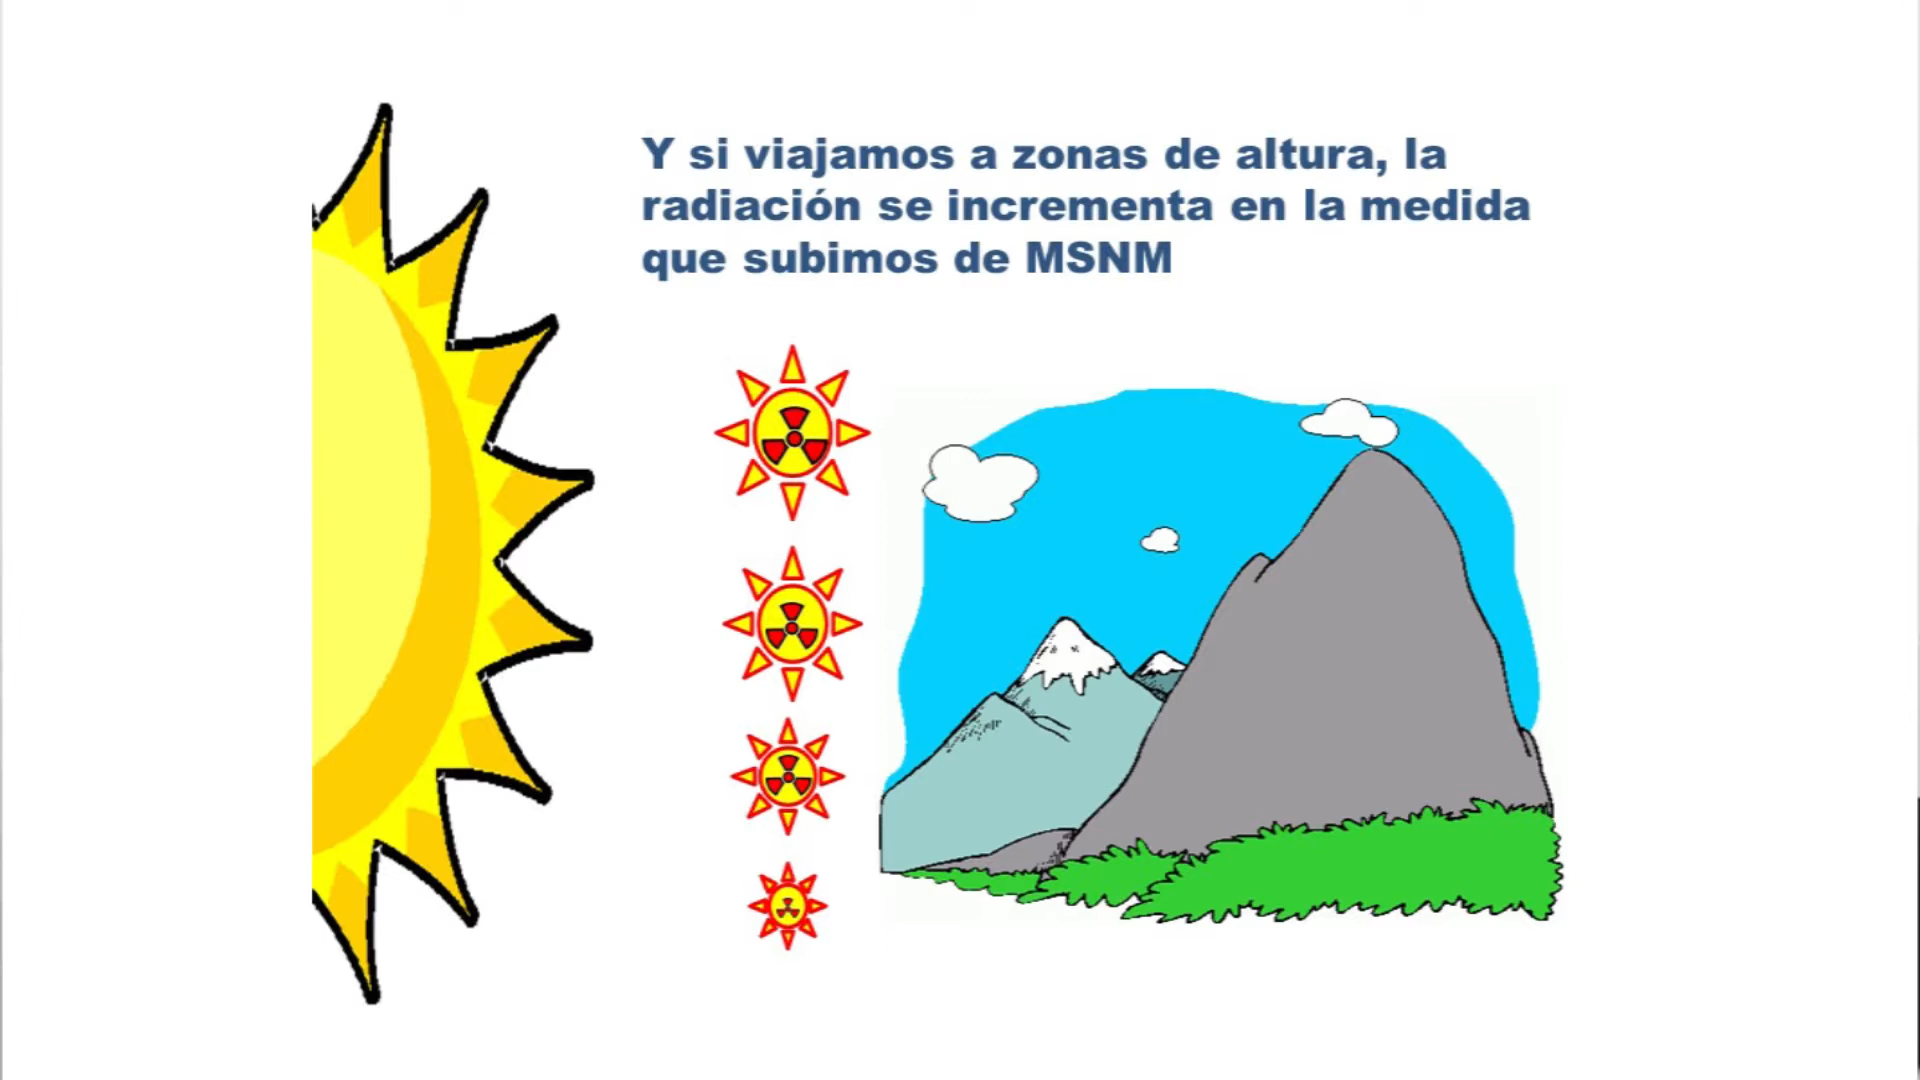 Y si viajamos a zonas de altura, la
radiación se incrementa en la medida
que subimos de MSNM